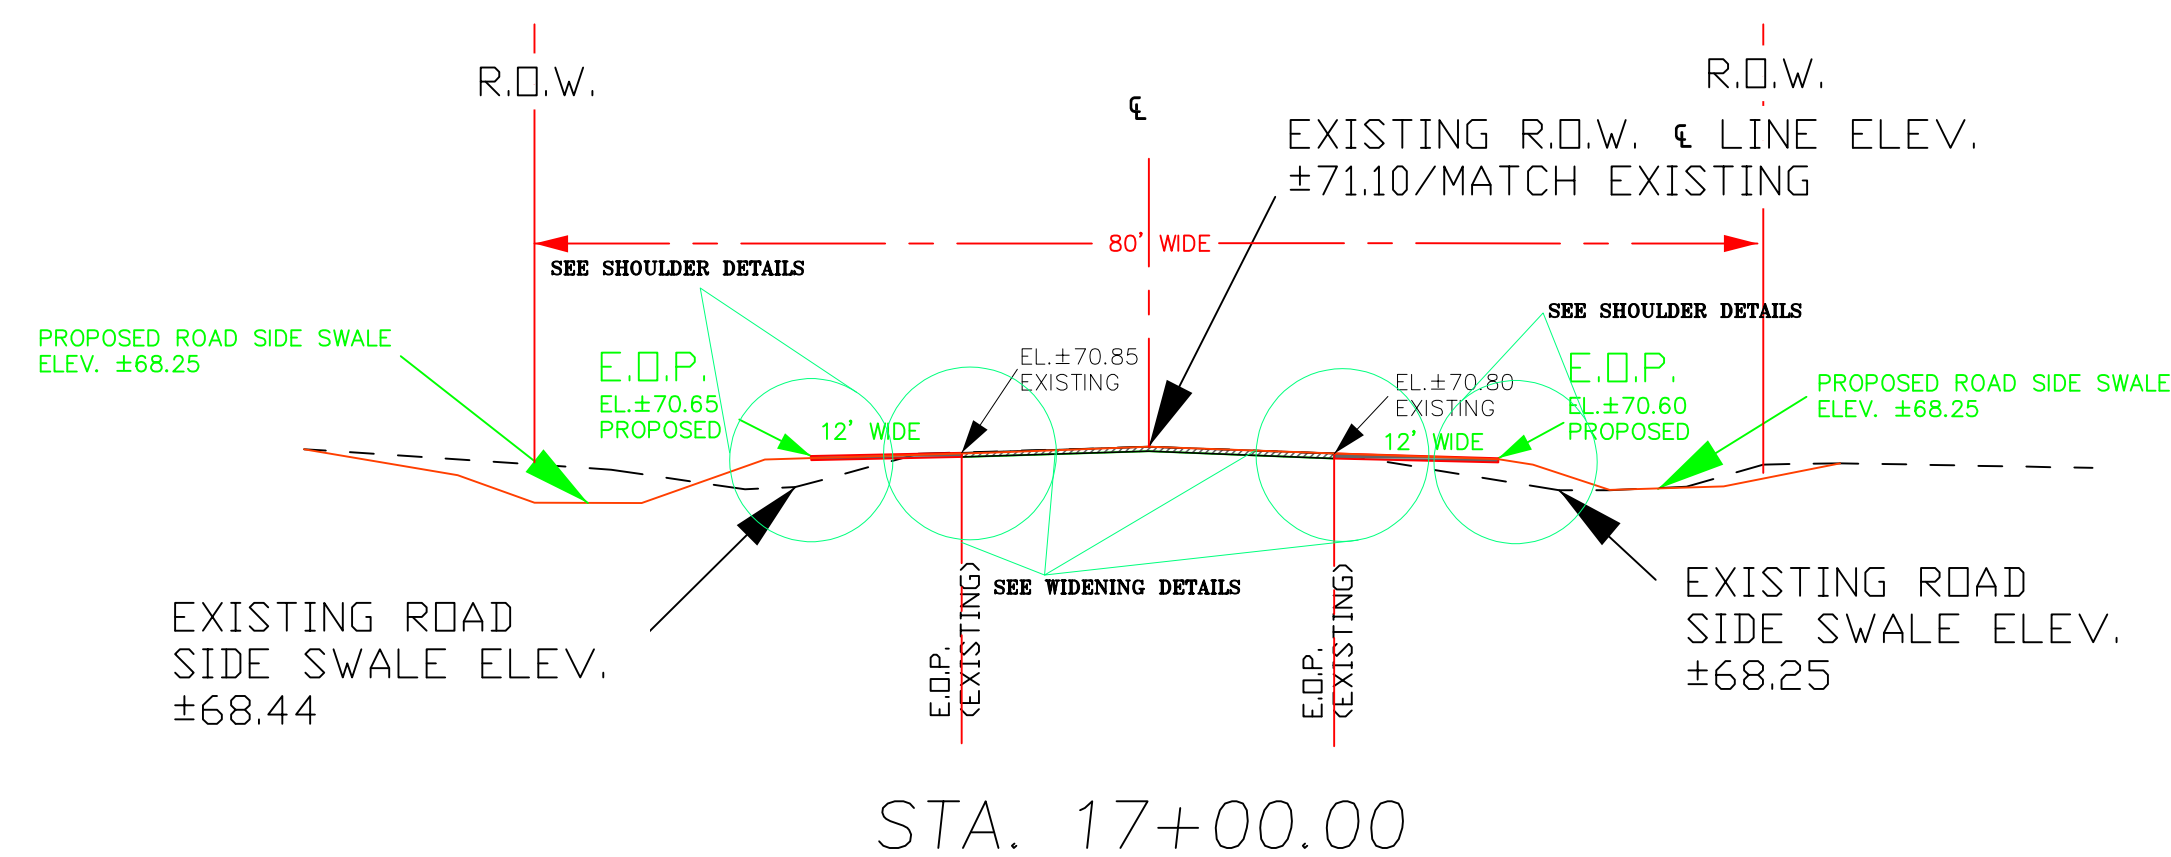 R.O.W.
R.O.W.
℄
EXISTING R.O.W. ℄ LINE ELEV.
±71.10/MATCH EXISTING
80' WIDE
SEE SHOULDER DETAILS
SEE SHOULDER DETAILS
PROPOSED ROAD SIDE SWALE
ELEV. ±68.25
E.O.P.
EL.±70.65
PROPOSED
12' WIDE
EL.±70.85
EXISTING
EL.±70.80
EXISTING
12' WIDE
E.O.P.
EL.±70.60
PROPOSED
PROPOSED ROAD SIDE SWALE
ELEV. ±68.25
EXISTING ROAD
SIDE SWALE ELEV.
±68.44
E.O.P.
(EXISTING)
SEE WIDENING DETAILS
E.O.P.
(EXISTING)
EXISTING ROAD
SIDE SWALE ELEV.
±68.25
STA. 17+00.00